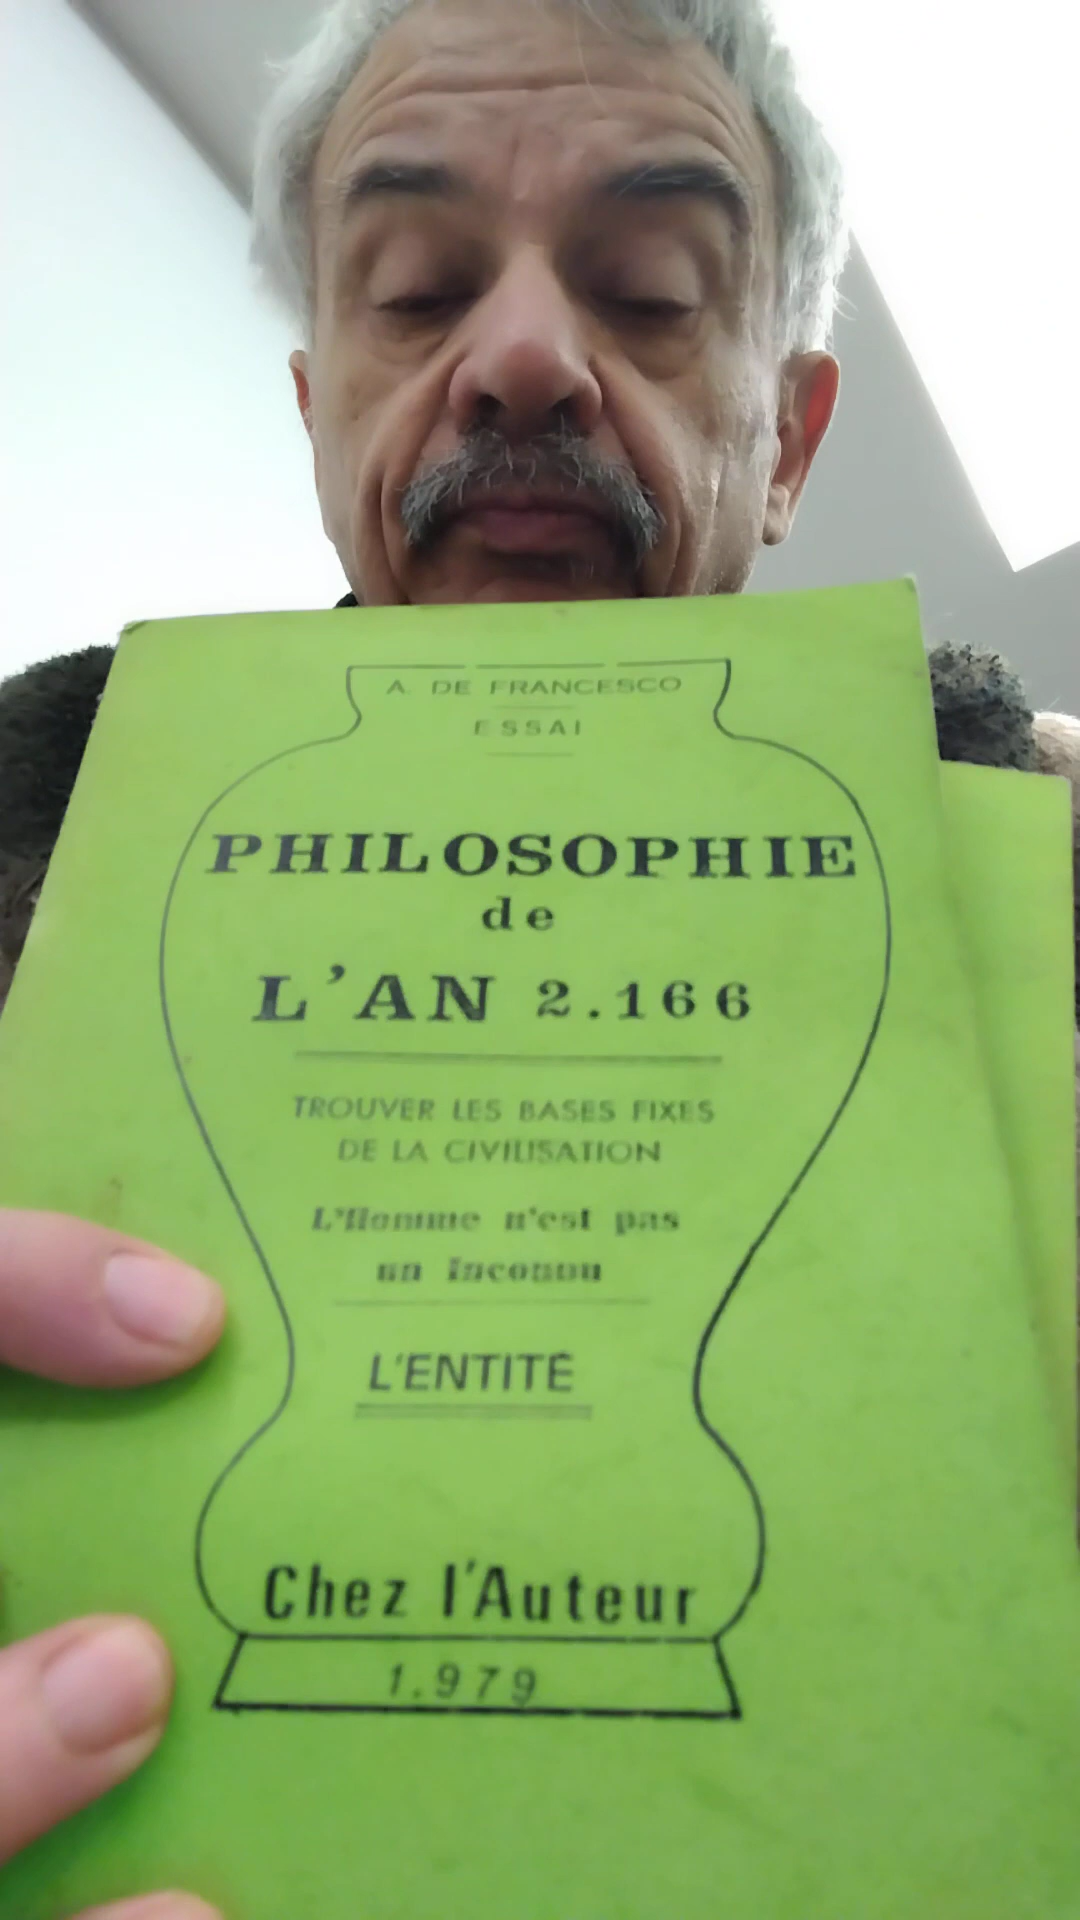 A. DE FRANCESCO
ESSAI
PHILOSOPHIE
de
L'AN 2.166
TROUVER LES BASES FIXES
DE LA CIVILISATION
L'Homme n'est pas
un Inconnu
L'ENTITÉ
Chez l'Auteur
1.979